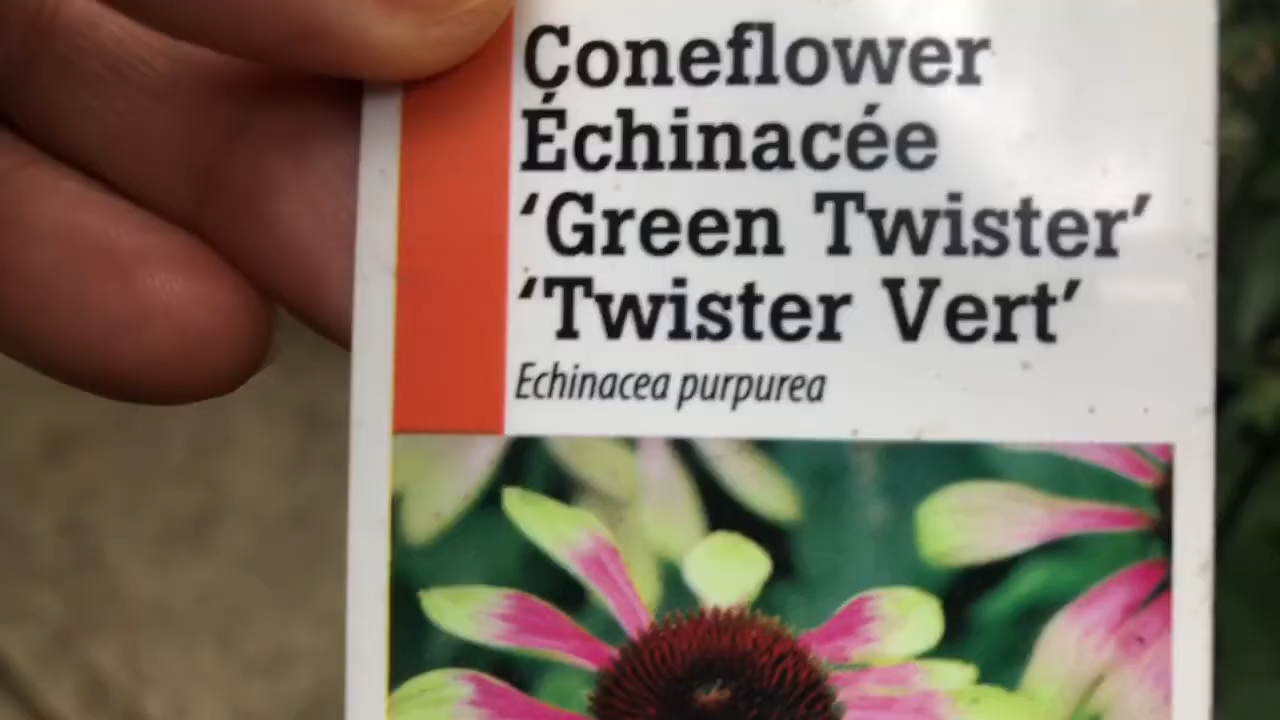 Coneflower
Échinacée
‘Green Twister’
‘Twister Vert’
Echinacea purpurea